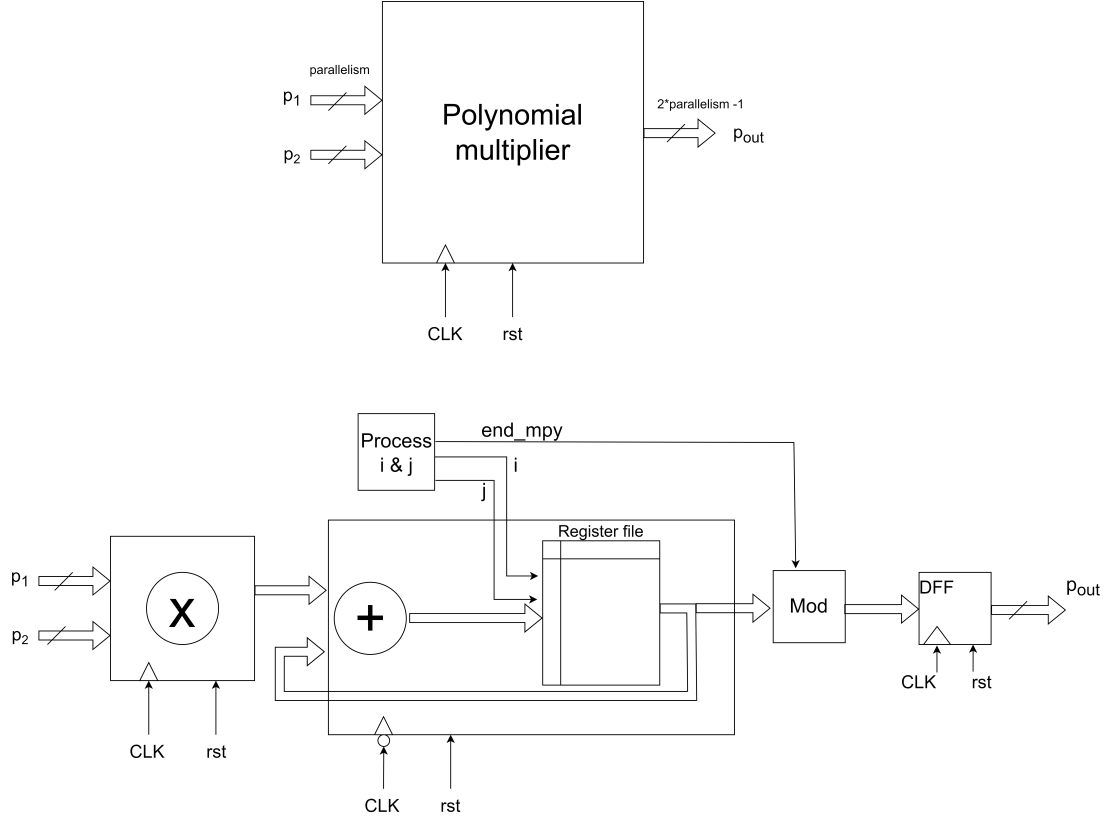 parallelism
p1
p2
Polynomial
multiplier
2*parallelism -1
pout
CLK
rst
Process
i & j
end_mpy
i
j
Register file
p1
p2
X
+
Mod
DFF
pout
CLK
rst
CLK
rst
CLK
rst